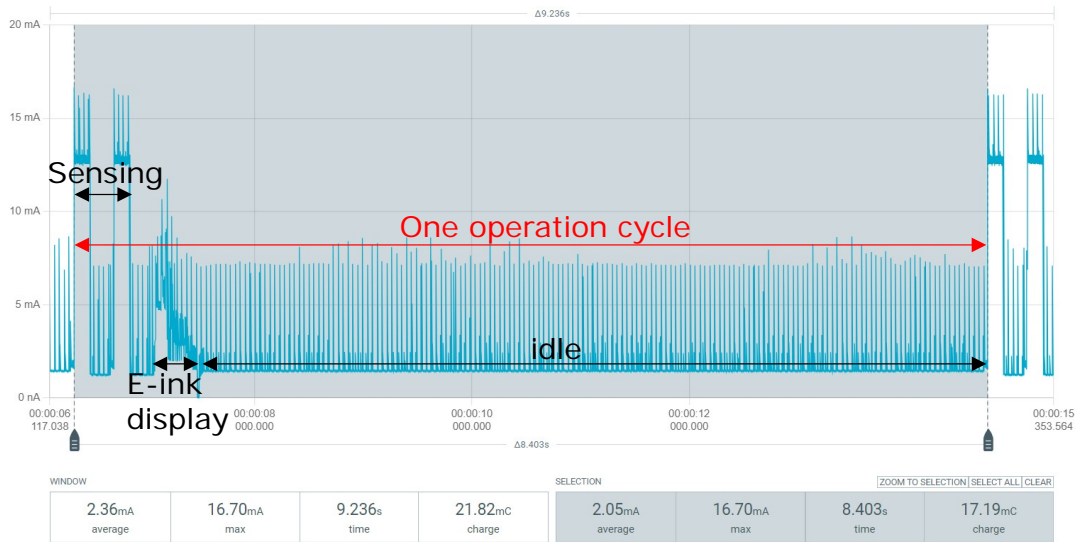 Δ9.236s
20 mA
15 mA
Sensing
10 mA
One operation cycle
5 mA
idle
E-ink
display
0 nA
00:00:06
117.038
00:00:08
000.000
00:00:10
000.000
00:00:12
000.000
00:00:15
353.564
Δ8.403s
WINDOW
SELECTION
ZOOM TO SELECTION SELECT ALL CLEAR
2.36mA 16.70mA 9.236s 21.82mC
average max time charge
2.05mA 16.70mA 8.403s 17.19mC
average max time charge